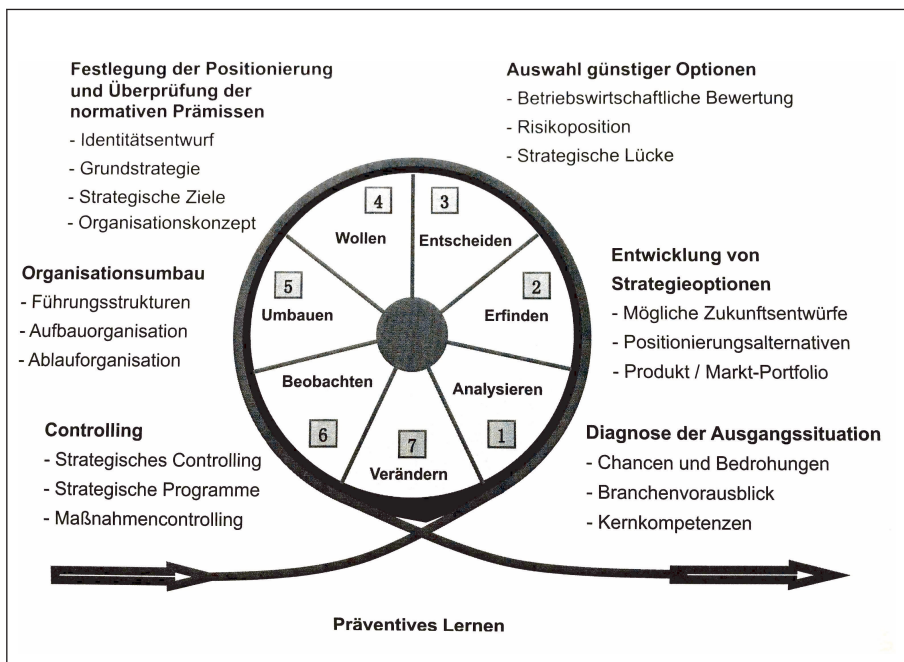 Festlegung der Positionierung
und Überprüfung der
normativen Prämissen
- Identitätsentwurf
- Grundstrategie
- Strategische Ziele
- Organisationskonzept
Auswahl günstiger Optionen
- Betriebswirtschaftliche Bewertung
- Risikoposition
- Strategische Lücke
4
Wollen
3
Entscheiden
5
Umbauen
2
Erfinden
Beobachten
6
Analysieren
1
7
Verändern
Organisationsumbau
- Führungsstrukturen
- Aufbauorganisation
- Ablauforganisation
Entwicklung von
Strategieoptionen
- Mögliche Zukunftsentwürfe
- Positionierungsalternativen
- Produkt / Markt-Portfolio
Controlling
- Strategisches Controlling
- Strategische Programme
- Maßnahmencontrolling
Diagnose der Ausgangssituation
- Chancen und Bedrohungen
- Branchenvorausblick
- Kernkompetenzen
Präventives Lernen